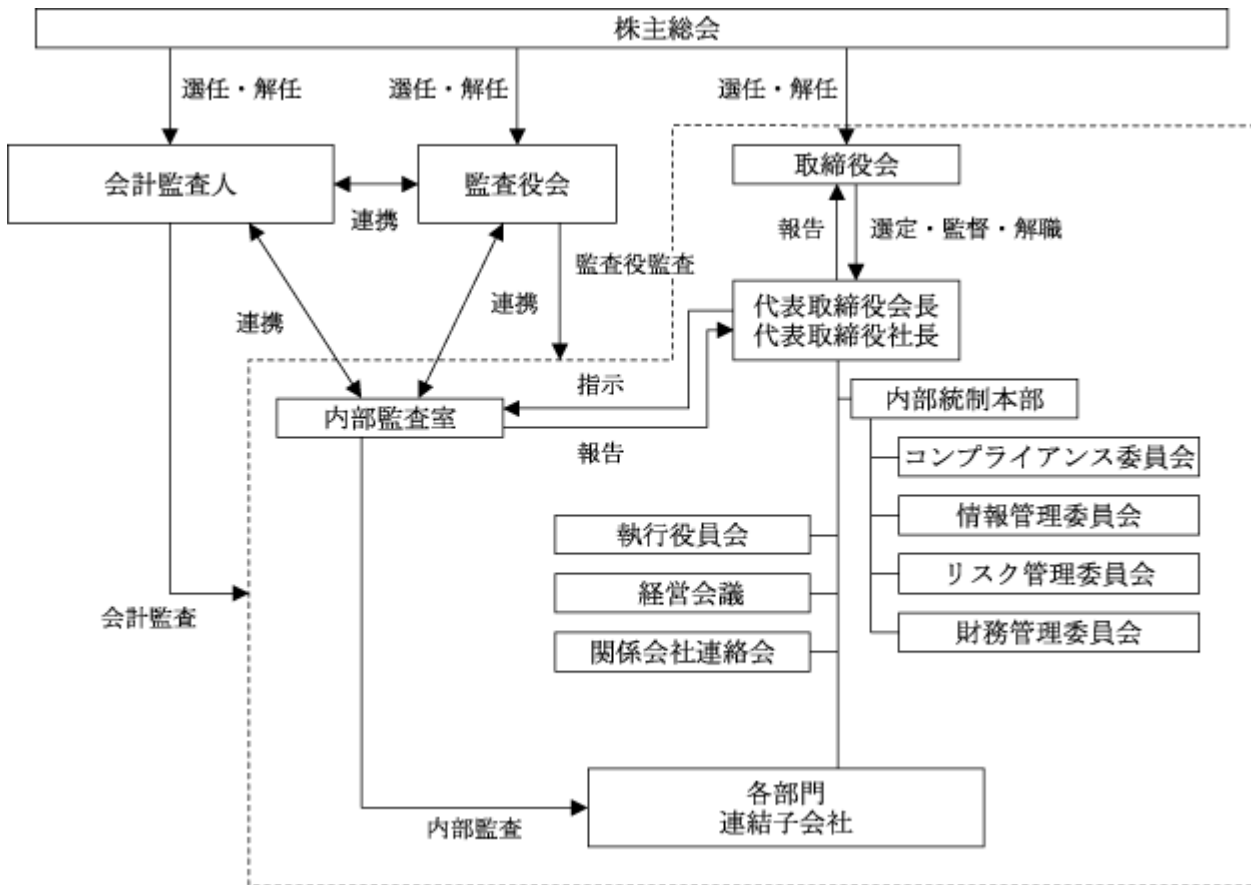 株主総会
選任・解任
選任・解任
選任・解任
会計監査人
連携
監査役会
取締役会
報告
選定・監督・解職
監査役監査
連携
連携
代表取締役会長
代表取締役社長
指示
内部監査室
報告
内部統制本部
コンプライアンス委員会
情報管理委員会
リスク管理委員会
財務管理委員会
執行役員会
経営会議
関係会社連絡会
会計監査
内部監査
各部門
連結子会社